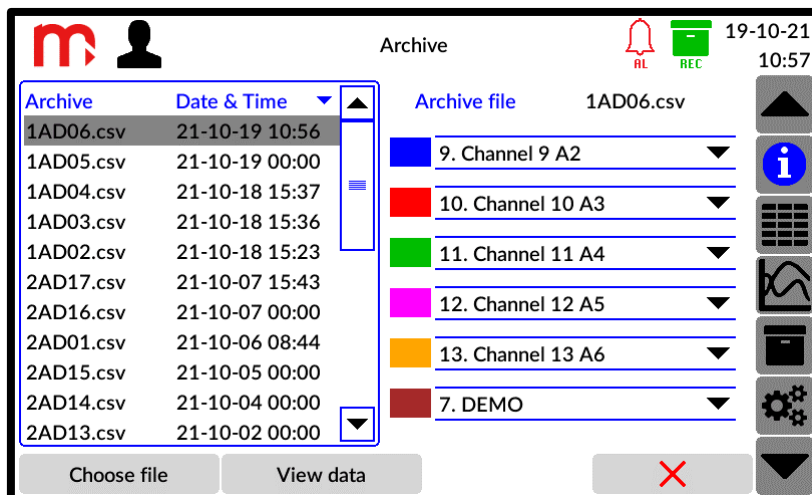 Archive
AL
REC
19-10-21
10:57
Archive Date & Time
1AD06.csv 21-10-19 10:56
1AD05.csv 21-10-19 00:00
1AD04.csv 21-10-18 15:37
1AD03.csv 21-10-18 15:36
1AD02.csv 21-10-18 15:23
2AD17.csv 21-10-07 15:43
2AD16.csv 21-10-07 00:00
2AD01.csv 21-10-06 08:44
2AD15.csv 21-10-05 00:00
2AD14.csv 21-10-04 00:00
2AD13.csv 21-10-02 00:00
Archive file 1AD06.csv
9. Channel 9 A2
10. Channel 10 A3
11. Channel 11 A4
12. Channel 12 A5
13. Channel 13 A6
7. DEMO
Choose file
View data